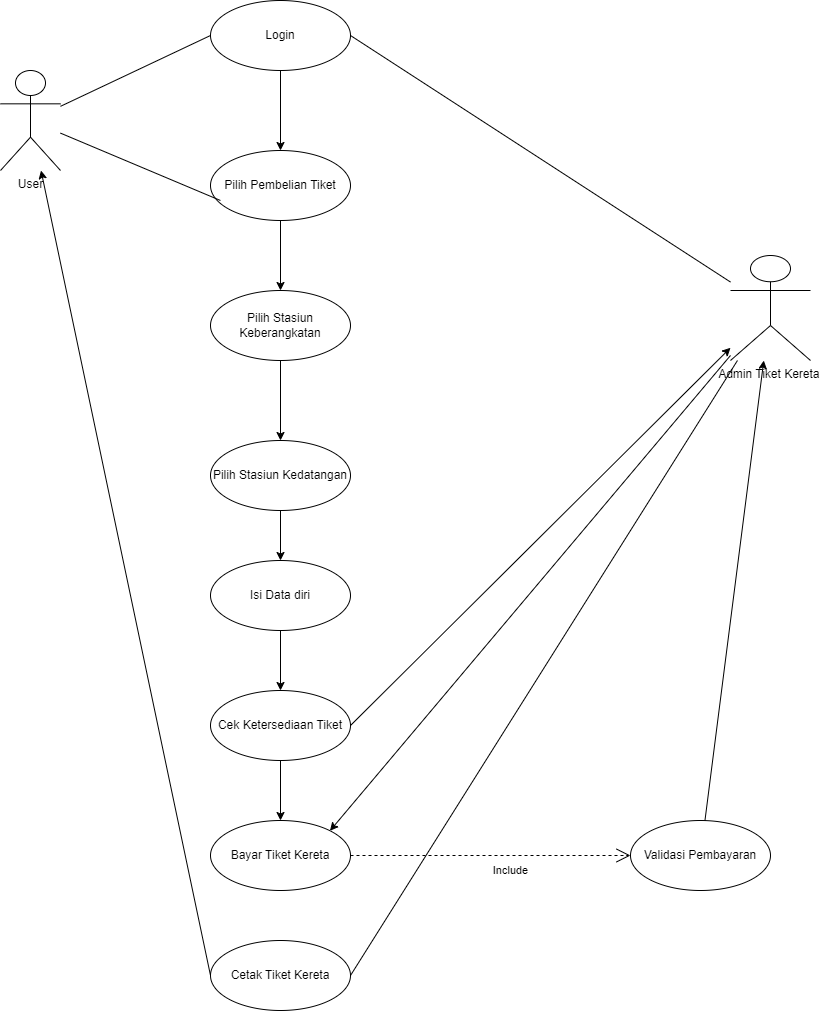 Login
User
Pilih Pembelian Tiket
Pilih Stasiun
Keberangkatan
Admin Tiket Kereta
Pilih Stasiun Kedatangan
Isi Data diri
Cek Ketersediaan Tiket
Bayar Tiket Kereta
Include
Validasi Pembayaran
Cetak Tiket Kereta